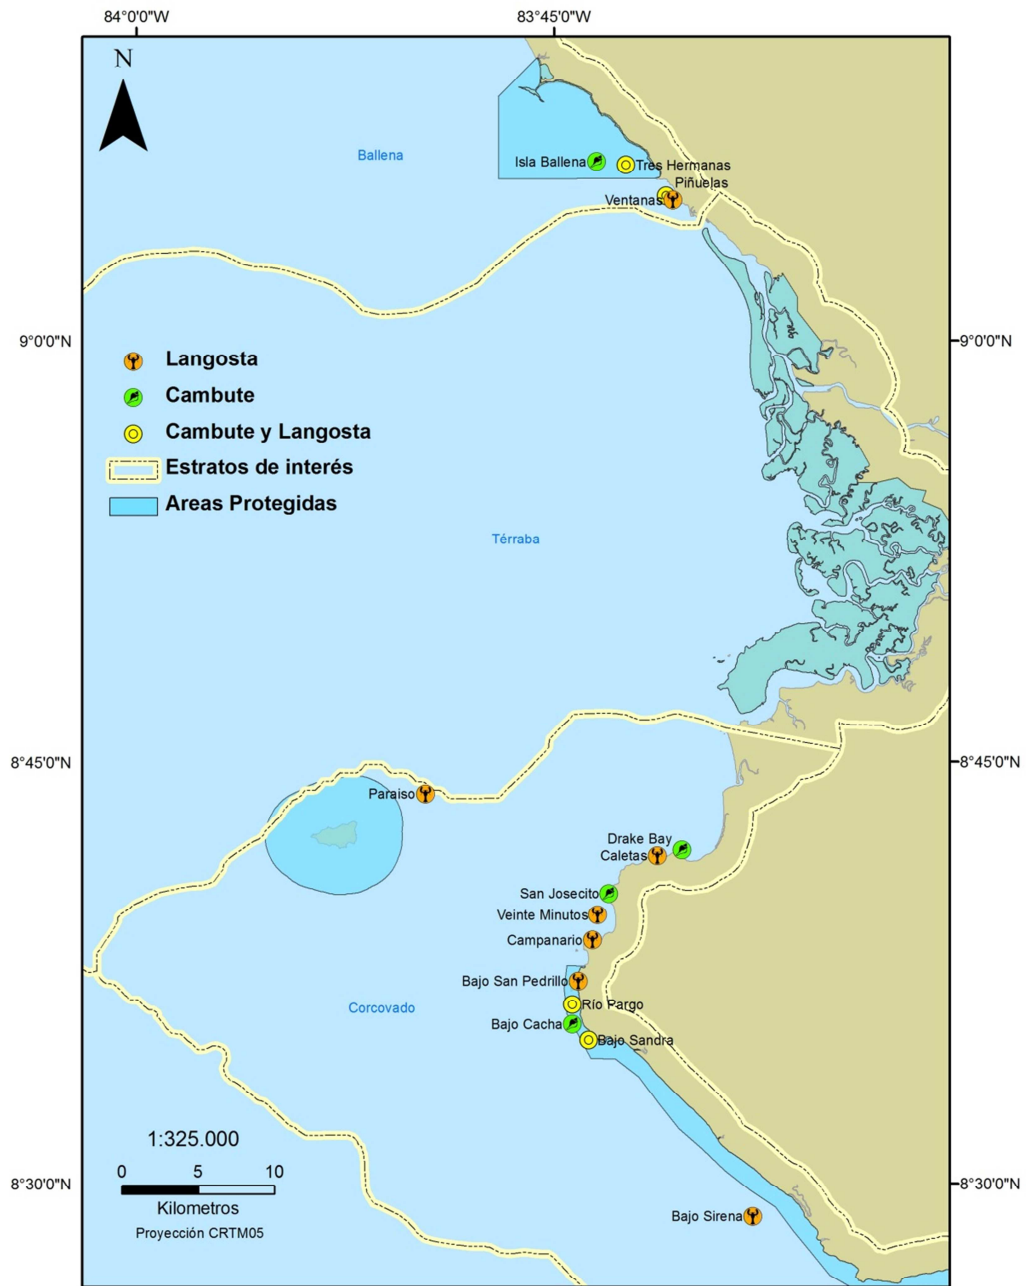 84°0'0"W
83°45'0"W
N
Ballena
Isla Ballena
Tres Hermanas
Piñuelas
Ventanas
9°0'0"N
9°0'0"N
Langosta
Cambute
Cambute y Langosta
Estratos de interés
Areas Protegidas
Térraba
8°45'0"N
8°45'0"N
Paraiso
Drake Bay
Caletas
San Josecito
Veinte Minutos
Campanario
Bajo San Pedrillo
Río Pargo
Corcovado
Bajo Cacha
Bajo Sandra
1:325.000
0 5 10
Kilometros
Proyección CRTM05
8°30'0"N
8°30'0"N
Bajo Sirena